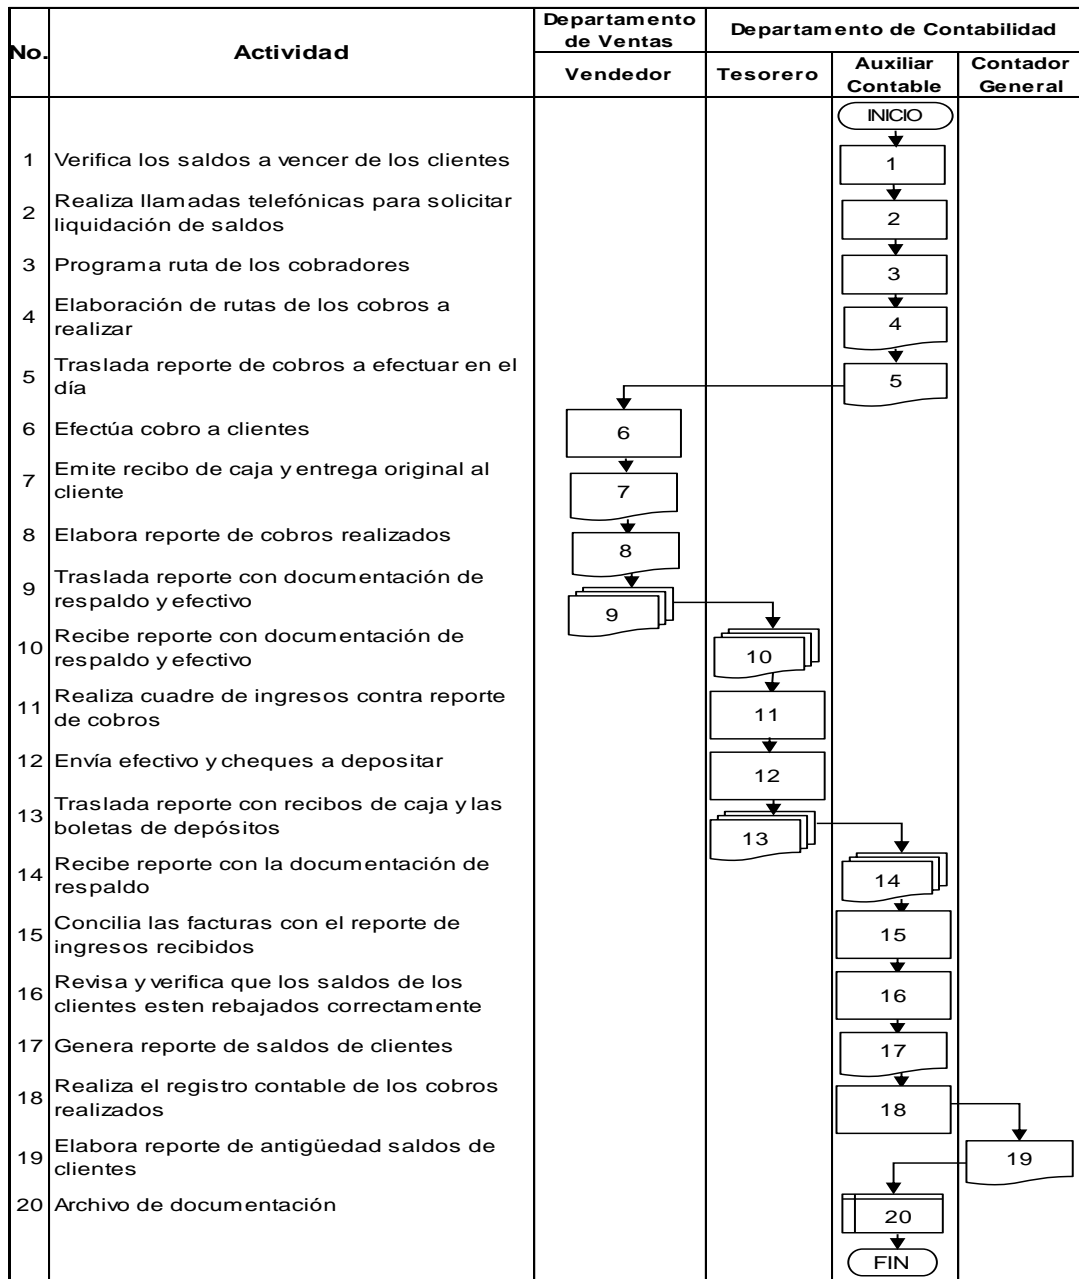 No.
Actividad
Departamento
de Ventas
Departamento de Contabilidad
Vendedor
Tesorero
Auxiliar
Contable
Contador
General
INICIO
1 Verifica los saldos a vencer de los clientes
1
2 Realiza llamadas telefónicas para solicitar
liquidación de saldos
2
3 Programa ruta de los cobradores
3
4 Elaboración de rutas de los cobros a
realizar
4
5 Traslada reporte de cobros a efectuar en el
día
5
6 Efectúa cobro a clientes
6
7 Emite recibo de caja y entrega original al
cliente
7
8 Elabora reporte de cobros realizados
8
9 Traslada reporte con documentación de
respaldo y efectivo
9
10 Recibe reporte con documentación de
respaldo y efectivo
10
11 Realiza cuadre de ingresos contra reporte
de cobros
11
12 Envía efectivo y cheques a depositar
12
13 Traslada reporte con recibos de caja y las
boletas de depósitos
13
14 Recibe reporte con la documentación de
respaldo
14
15 Concilia las facturas con el reporte de
ingresos recibidos
15
16 Revisa y verifica que los saldos de los
clientes esten rebajados correctamente
16
17 Genera reporte de saldos de clientes
17
18 Realiza el registro contable de los cobros
realizados
18
19 Elabora reporte de antigüedad saldos de
clientes
19
20 Archivo de documentación
20
FIN